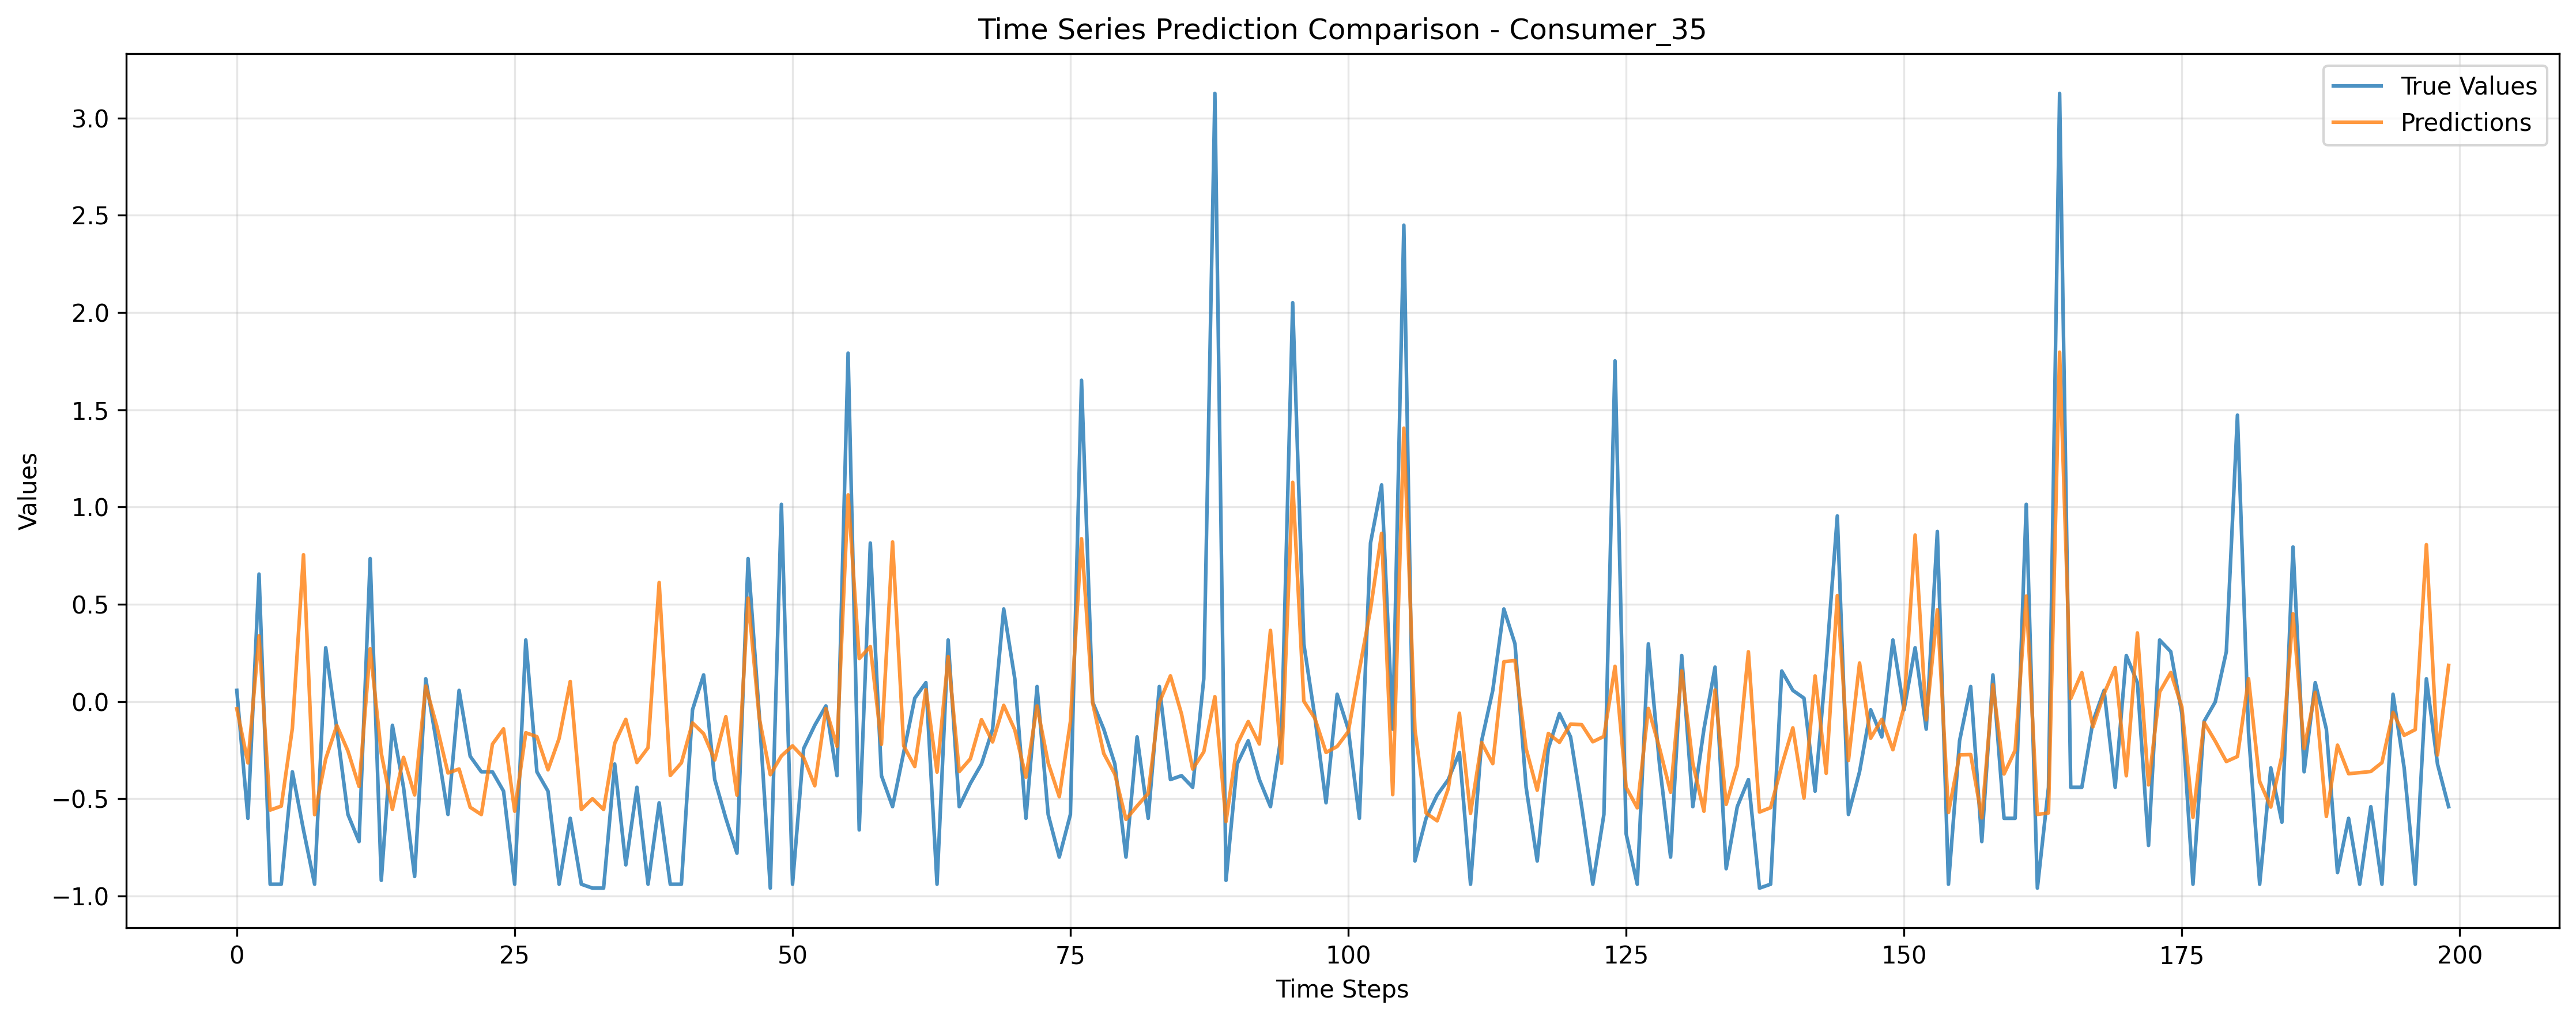 Time Series Prediction Comparison - Consumer_35
True Values
Predictions
Values
3.0
2.5
2.0
1.5
1.0
0.5
0.0
−0.5
−1.0
0 25 50 75 100 125 150 175 200
Time Steps